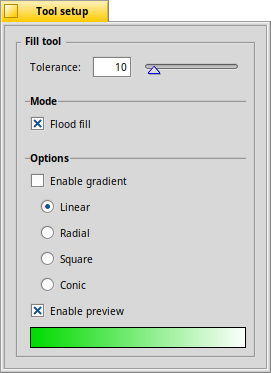 Tool setup
Fill tool
Tolerance: 10
Mode
Flood fill
Options
Enable gradient
Linear
Radial
Square
Conic
Enable preview